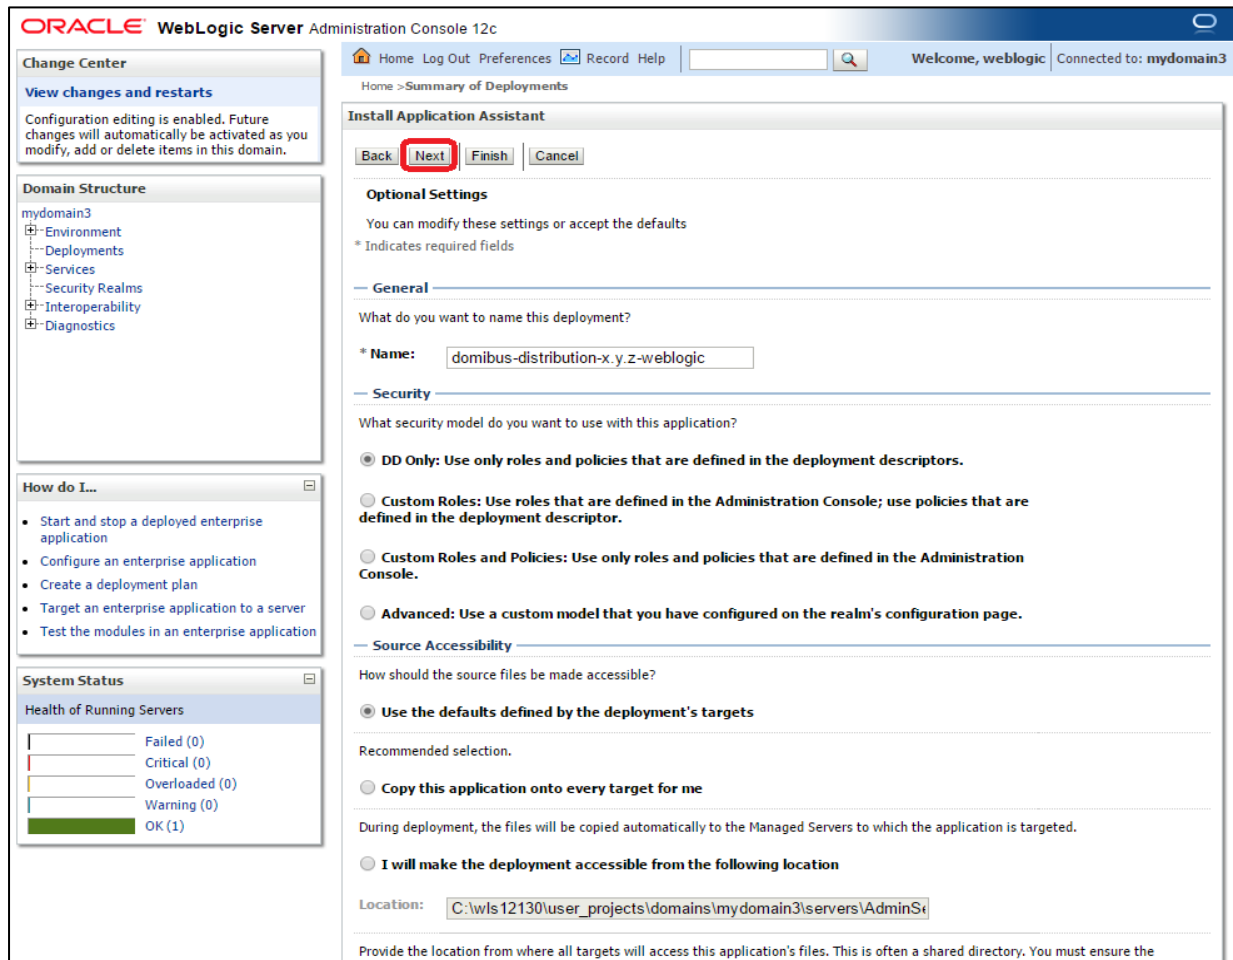 ORACLE WebLogic Server Administration Console 12c
Change Center
View changes and restarts
Configuration editing is enabled. Future
changes will automatically be activated as you
modify, add or delete items in this domain.
Domain Structure
mydomain3
Environment
Deployments
Services
Security Realms
Interoperability
Diagnostics
How do I...
Start and stop a deployed enterprise
application
Configure an enterprise application
Create a deployment plan
Target an enterprise application to a server
Test the modules in an enterprise application
System Status
Health of Running Servers
Failed (0)
Critical (0)
Overloaded (0)
Warning (0)
OK (1)
Home Log Out Preferences Record Help
Welcome, weblogic Connected to: mydomain3
Home >Summary of Deployments
Install Application Assistant
Back Next Finish Cancel
Optional Settings
You can modify these settings or accept the defaults
* Indicates required fields
General
What do you want to name this deployment?
* Name: domibus-distribution-x.y.z-weblogic
Security
What security model do you want to use with this application?
DD Only: Use only roles and policies that are defined in the deployment descriptors.
Custom Roles: Use roles that are defined in the Administration Console; use policies that are
defined in the deployment descriptor.
Custom Roles and Policies: Use only roles and policies that are defined in the Administration
Console.
Advanced: Use a custom model that you have configured on the realm's configuration page.
Source Accessibility
How should the source files be made accessible?
Use the defaults defined by the deployment's targets
Recommended selection.
Copy this application onto every target for me
During deployment, the files will be copied automatically to the Managed Servers to which the application is targeted.
I will make the deployment accessible from the following location
Location: C:\wls12130\user_projects\domains\mydomain3\servers\AdminSe
Provide the location from where all targets will access this application's files. This is often a shared directory. You must ensure the